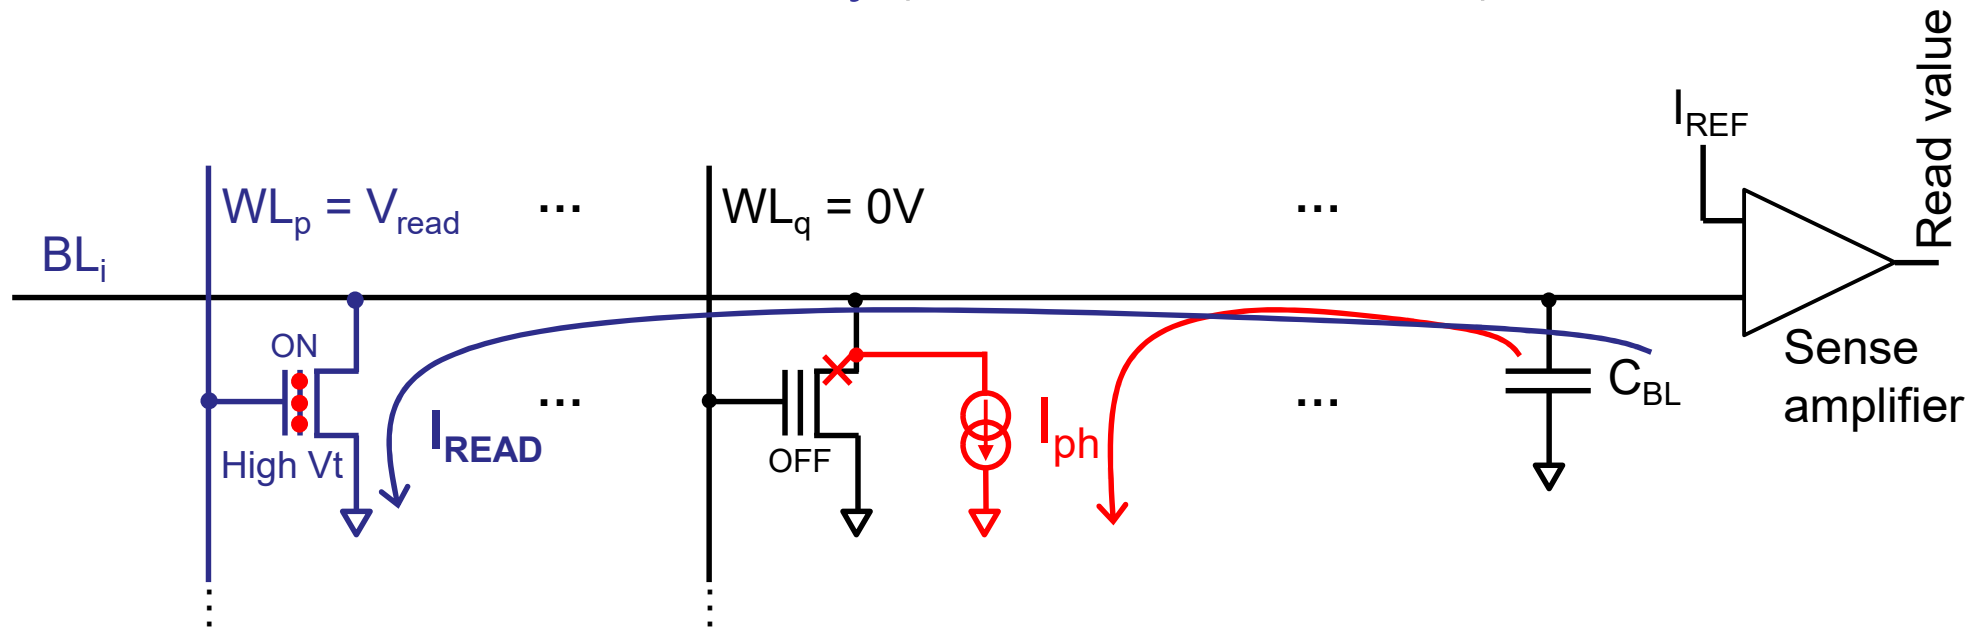 Read value
I_REF
WL_p = V_read
...
WL_q = 0V
...
BL_i
ON
...
...
Sense
amplifier
C_BL
I_READ
I_ph
High Vt
OFF